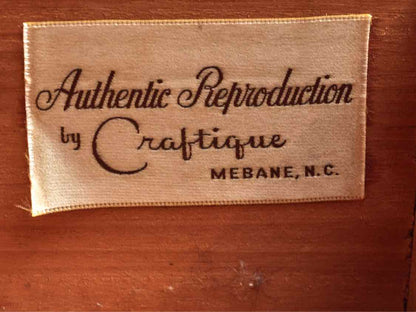 Authentic Reproduction
by Craftique
MEBANE, N.C.